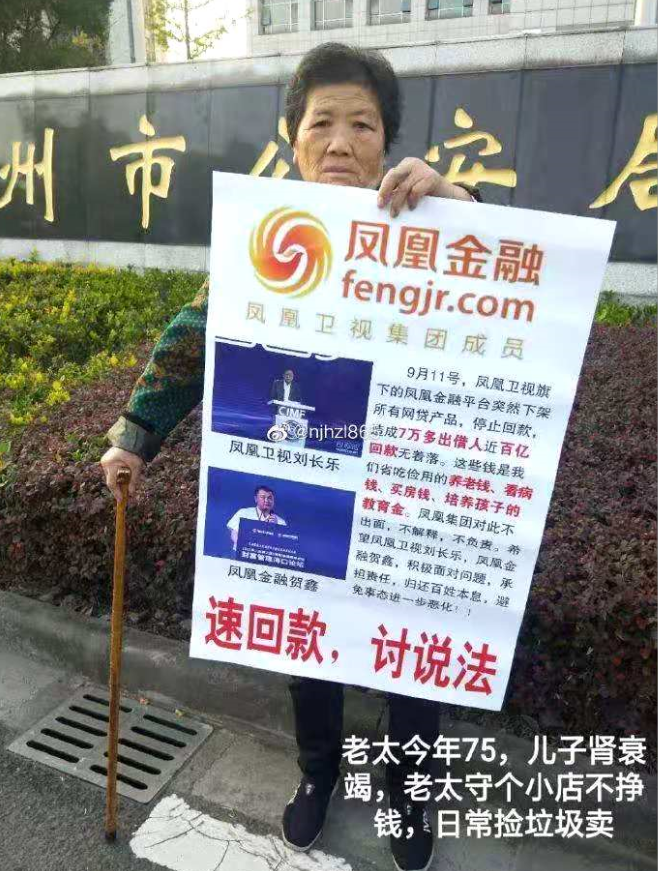 州市公安局
凤凰金融
fengjr.com
凤凰卫视集团成员
CIMF
@njhzl86
凤凰卫视刘长乐
财富管理海口论坛
凤凰金融贺鑫
9月11号，凤凰卫视旗
下的凤凰金融平台突然下架
所有网贷产品，停止回款，
造成7万多出借人近百亿
回款无着落。这些钱是我
们省吃俭用的养老钱、看病
钱、买房钱、培养孩子的
教育金。凤凰集团对此不
出面，不解释，不负责。希
望凤凰卫视刘长乐，凤凰金
融贺鑫，积极面对问题，承
担责任，归还百姓本息，避
免事态进一步恶化！！
速回款，讨说法
老太今年75，儿子肾衰
竭，老太守个小店不挣
钱，日常捡垃圾卖